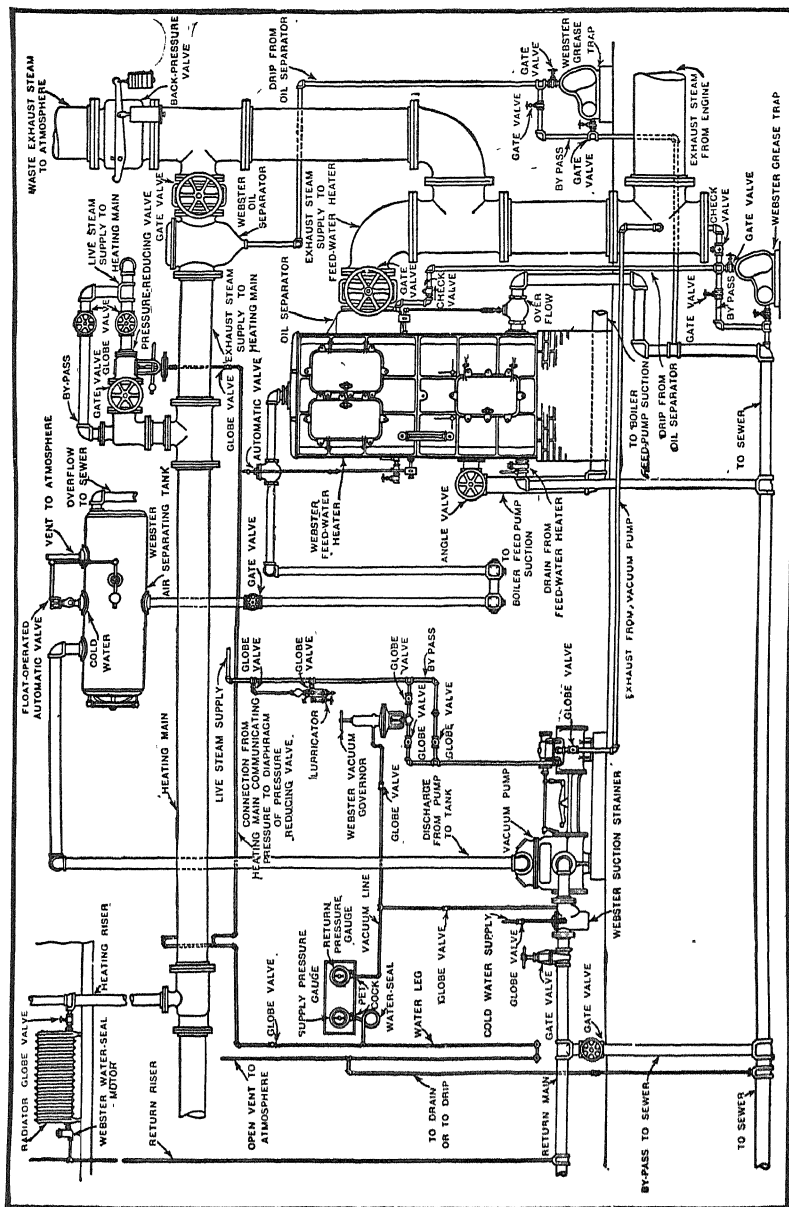 WASTE EXHAUST STEAM
TO ATMOSPHERE
BACK-PRESSURE
VALVE
DRIP FROM
OIL SEPARATOR
GATE
VALVE
WEBSTER
GREASE
TRAP
GATE VALVE
BY PASS
GATE
VALVE
EXHAUST STEAM
FROM ENGINE
WEBSTER GREASE TRAP
LIVE STEAM
SUPPLY TO
HEATING MAIN
PRESSURE-REDUCING VALVE
GATE VALVE
WEBSTER
OIL
SEPARATOR
EXHAUST STEAM
SUPPLY TO
FEED-WATER HEATER
GATE
VALVE
CHECK
VALVE
CHECK
GATE VALVE
BY PASS
GATE VALVE
BY-PASS
GLOBE VALVE
GATE VALVE
GLOBE VALVE
EXHAUST STEAM
SUPPLY TO
HEATING MAIN
OIL SEPARATOR
OVER
FLOW
TO BOILER
FEED-PUMP SUCTION
DRIP FROM
OIL SEPARATOR
TO SEWER
VENT TO ATMOSPHERE
OVERFLOW
TO SEWER
WEBSTER
AIR SEPARATING TANK
GLOBE VALVE
AUTOMATIC VALVE
WEBSTER
FEED-WATER
HEATER
ANGLE VALVE
TO
BOILER FEED PUMP
SUCTION
DRAIN FROM
FEED-WATER HEATER
GATE VALVE
FLOAT-OPERATED
AUTOMATIC VALVE
COLD
WATER
HEATING MAIN
LIVE STEAM SUPPLY
GLOBE
VALVE
GLOBE
VALVE
LURRICATOR
GLOBE
VALVE
BY PASS
GLOBE VALVE
GLOBE VALVE
EXHAUST FROM VACUUM PUMP
GLOBE VALVE
CONNECTION FROM
HEATING MAIN COMMUNICATING
PRESSURE TO DIAPHRAGM
OF PRESSURE
REDUCING VALVE
WEBSTER VACUUM
GOVERNOR
GLOBE VALVE
DISCHARGE
FROM PUMP
TO TANK
VACUUM PUMP
WEBSTER SUCTION STRAINER
HEATING RISER
RADIATOR GLOBE VALVE
WEBSTER WATER-SEAL
MOTOR
RETURN RISER
SUPPLY PRESSURE
GAUGE
RETURN
PRESSURE
GAUGE
PET
COCK
WATER-SEAL
VACUUM LINE
GLOBE VALVE
COLD WATER SUPPLY
GLOBE
VALVE
GATE
VALVE
GATE VALVE
GLOBE VALVE
WATER LEG
OPEN VENT TO
ATMOSPHERE
TO DRAIN
OR TO DRIP
RETURN MAIN
BY-PASS TO SEWER
TO SEWER